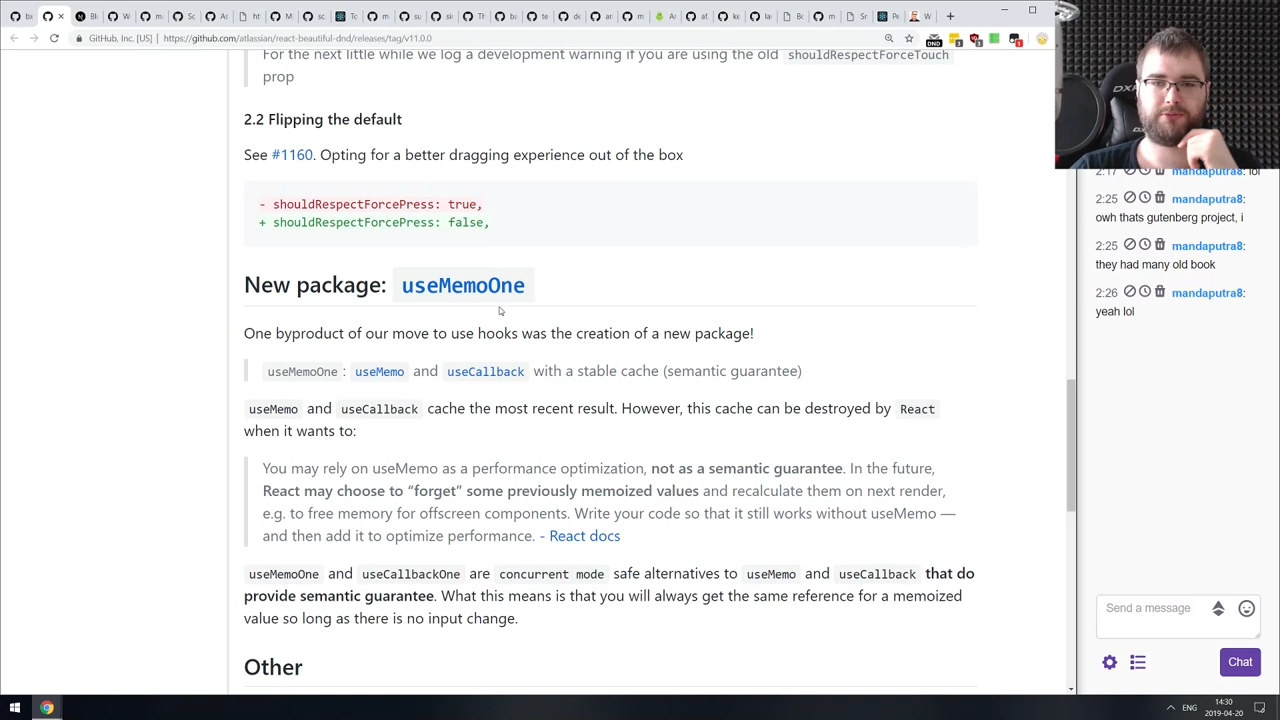 GitHub, Inc. [US] | https://github.com/atlassian/react-beautiful-dnd/releases/tag/v11.0.0
For the next little while we log a development warning if you are using the old shouldRespectForceTouch
prop
2.2 Flipping the default
See #1160. Opting for a better dragging experience out of the box
- shouldRespectForcePress: true,
+ shouldRespectForcePress: false,
New package: useMemoOne
One byproduct of our move to use hooks was the creation of a new package!
useMemoOne: useMemo and useCallback with a stable cache (semantic guarantee)
useMemo and useCallback cache the most recent result. However, this cache can be destroyed by React
when it wants to:
You may rely on useMemo as a performance optimization, not as a semantic guarantee. In the future,
React may choose to “forget” some previously memoized values and recalculate them on next render,
e.g. to free memory for offscreen components. Write your code so that it still works without useMemo —
and then add it to optimize performance. - React docs
useMemoOne and useCallbackOne are concurrent mode safe alternatives to useMemo and useCallback that do
provide semantic guarantee. What this means is that you will always get the same reference for a memoized
value so long as there is no input change.
Other
2:17 mandaputra8: lol
2:25 mandaputra8:
owh thats gutenberg project, i
2:25 mandaputra8:
they had many old book
2:26 mandaputra8:
yeah lol
Send a message
Chat
ENG
14:30
2019-04-20